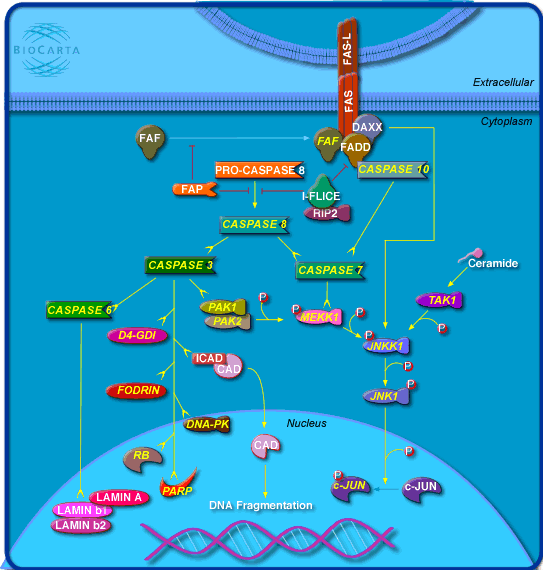 BIOCARTA
FAS-L
Extracellular
FAS
Cytoplasm
DAXX
FAF
FAF
FADD
PRO-CASPASE 8
CASPASE 10
FAP
I-FLICE
RIP2
CASPASE 8
CASPASE 3
CASPASE 7
Ceramide
TAK1
CASPASE 6
PAK1
PAK2
P
P
P
MEKK1
P
P
JNKK1
D4-GDI
ICAD
CAD
P
P
JNK1
FODRIN
DNA-PK
Nucleus
CAD
RB
P
P
PARP
c-JUN
c-JUN
LAMIN A
LAMIN b1
LAMIN b2
DNA Fragmentation